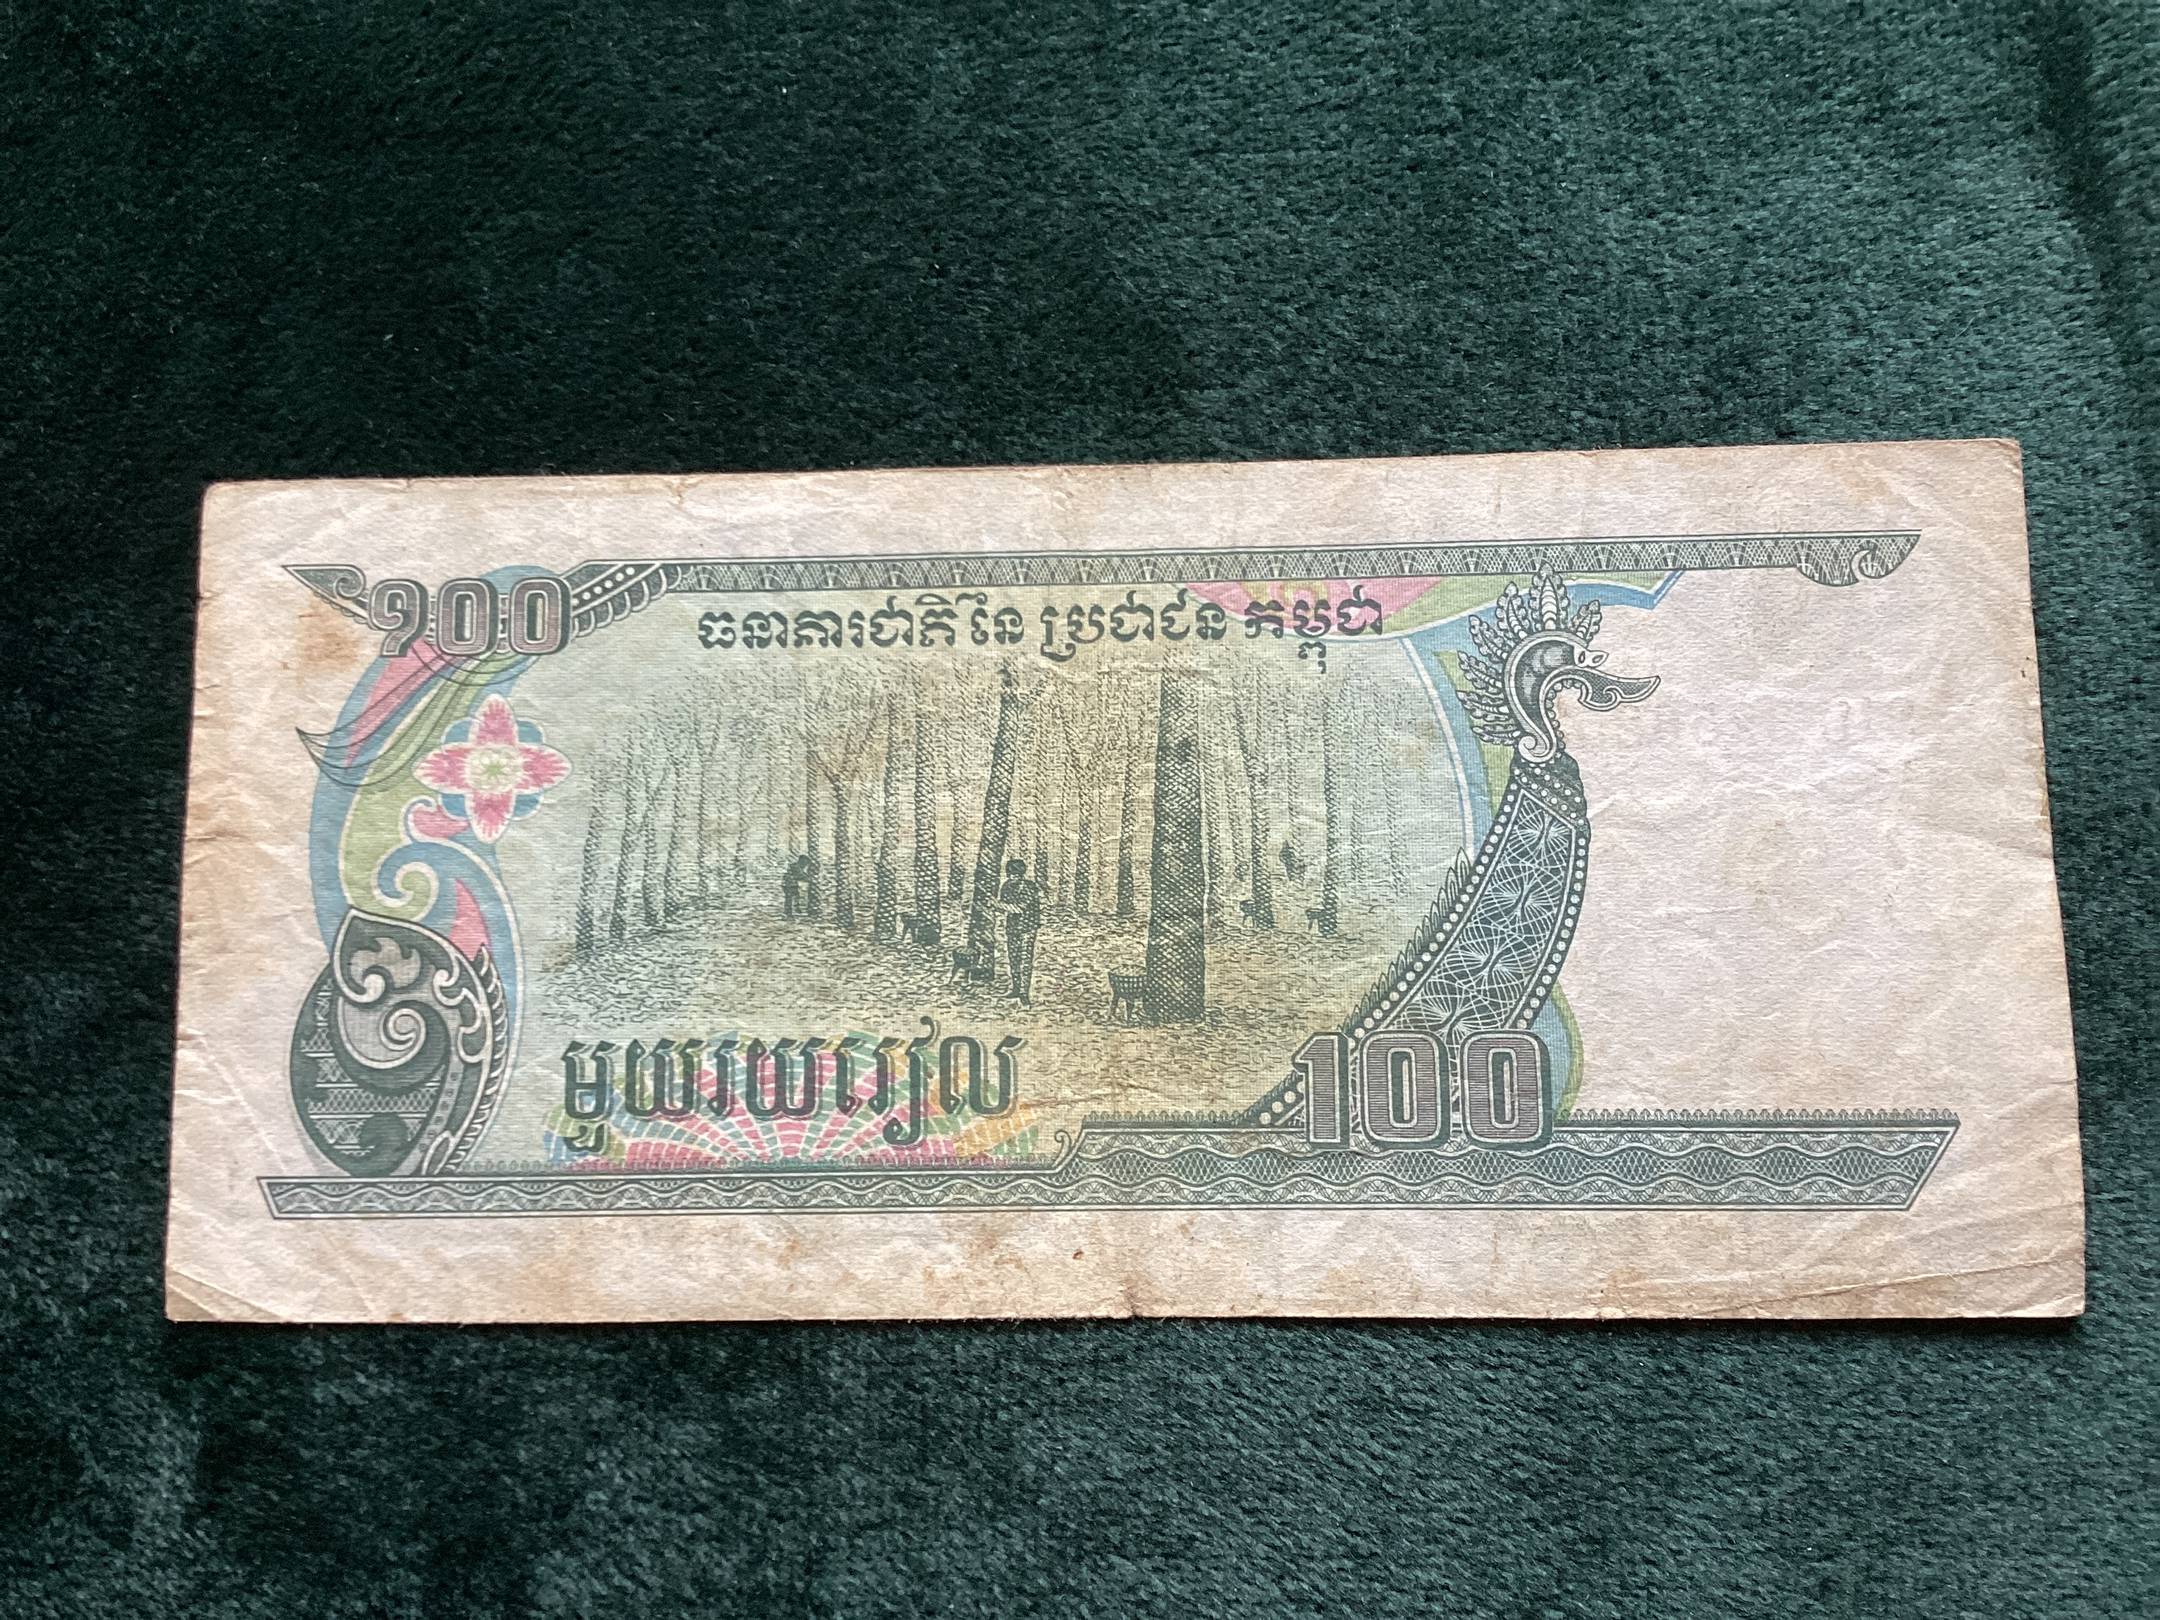 ១០០
ធនាគារជាតិ នៃ ប្រជាជន កម្ពុជា
មួយរយរៀល
100